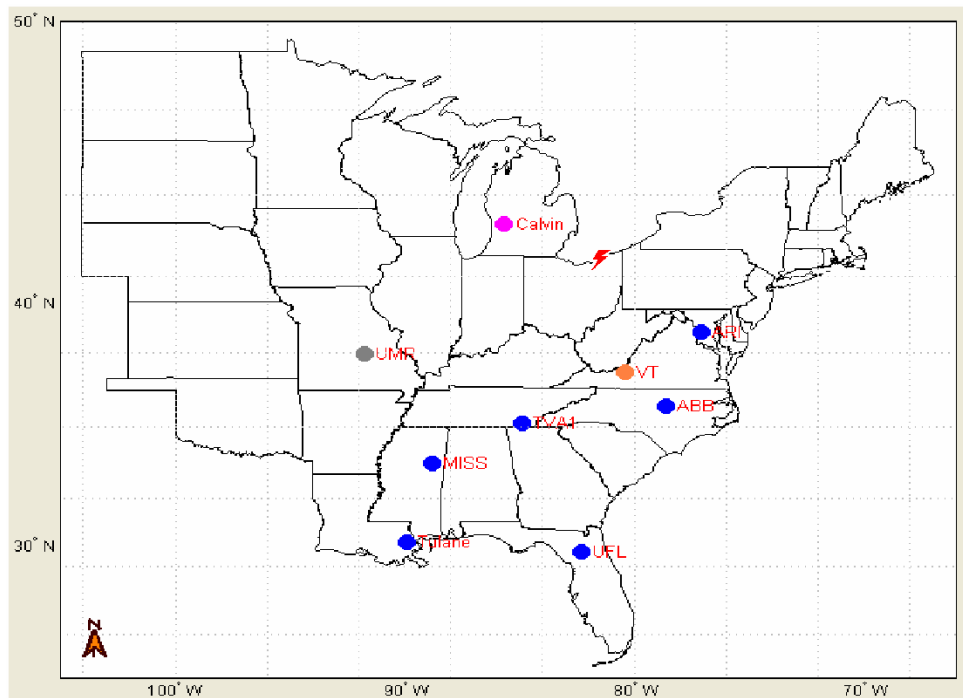 50° N
Calvin
40° N
ARI
UMR
VT
ABB
TVA1
MISS
30° N
Tulane
UFL
N
100° W
90° W
80° W
70° W